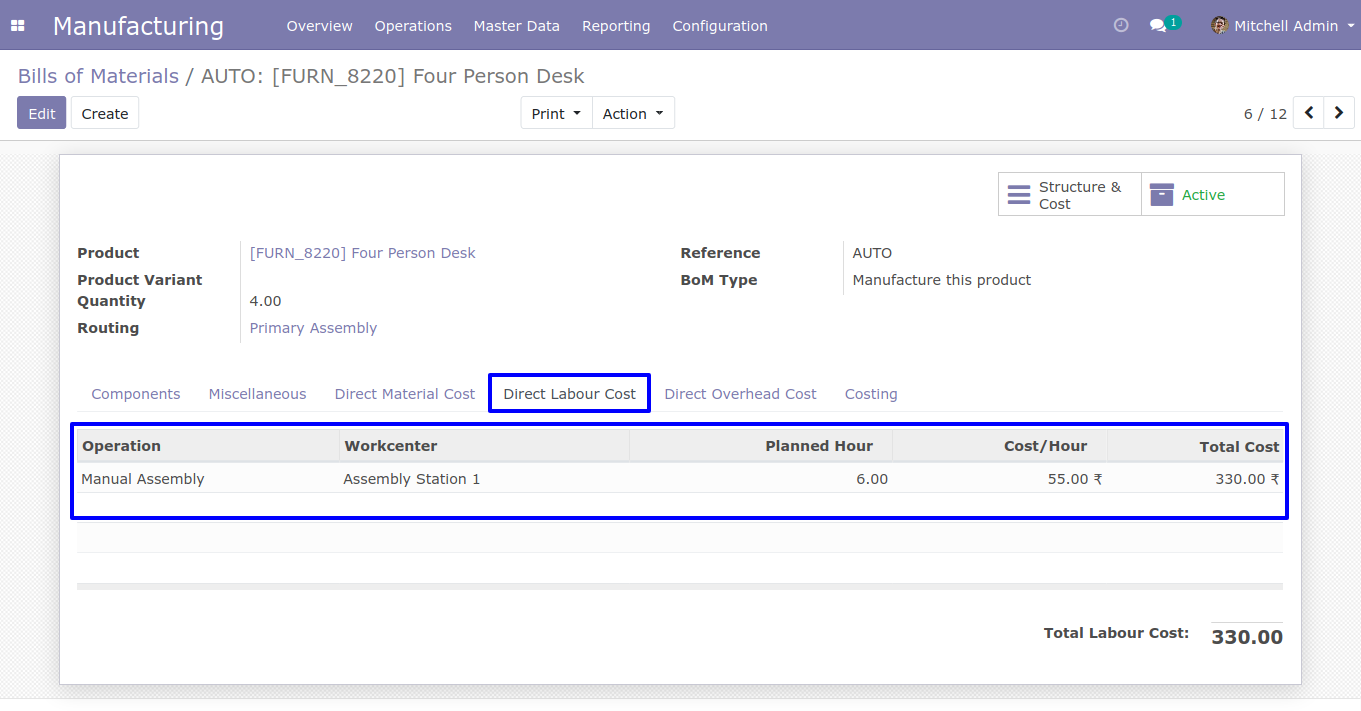 Manufacturing Overview Operations Master Data Reporting Configuration 1 Mitchell Admin
Bills of Materials / AUTO: [FURN_8220] Four Person Desk
Edit Create Print Action 6 / 12
Structure & Cost Active
Product [FURN_8220] Four Person Desk Reference AUTO
Product Variant BoM Type Manufacture this product
Quantity 4.00
Routing Primary Assembly
Components Miscellaneous Direct Material Cost Direct Labour Cost Direct Overhead Cost Costing
Operation Workcenter Planned Hour Cost/Hour Total Cost
Manual Assembly Assembly Station 1 6.00 55.00 ₹ 330.00 ₹
Total Labour Cost: 330.00